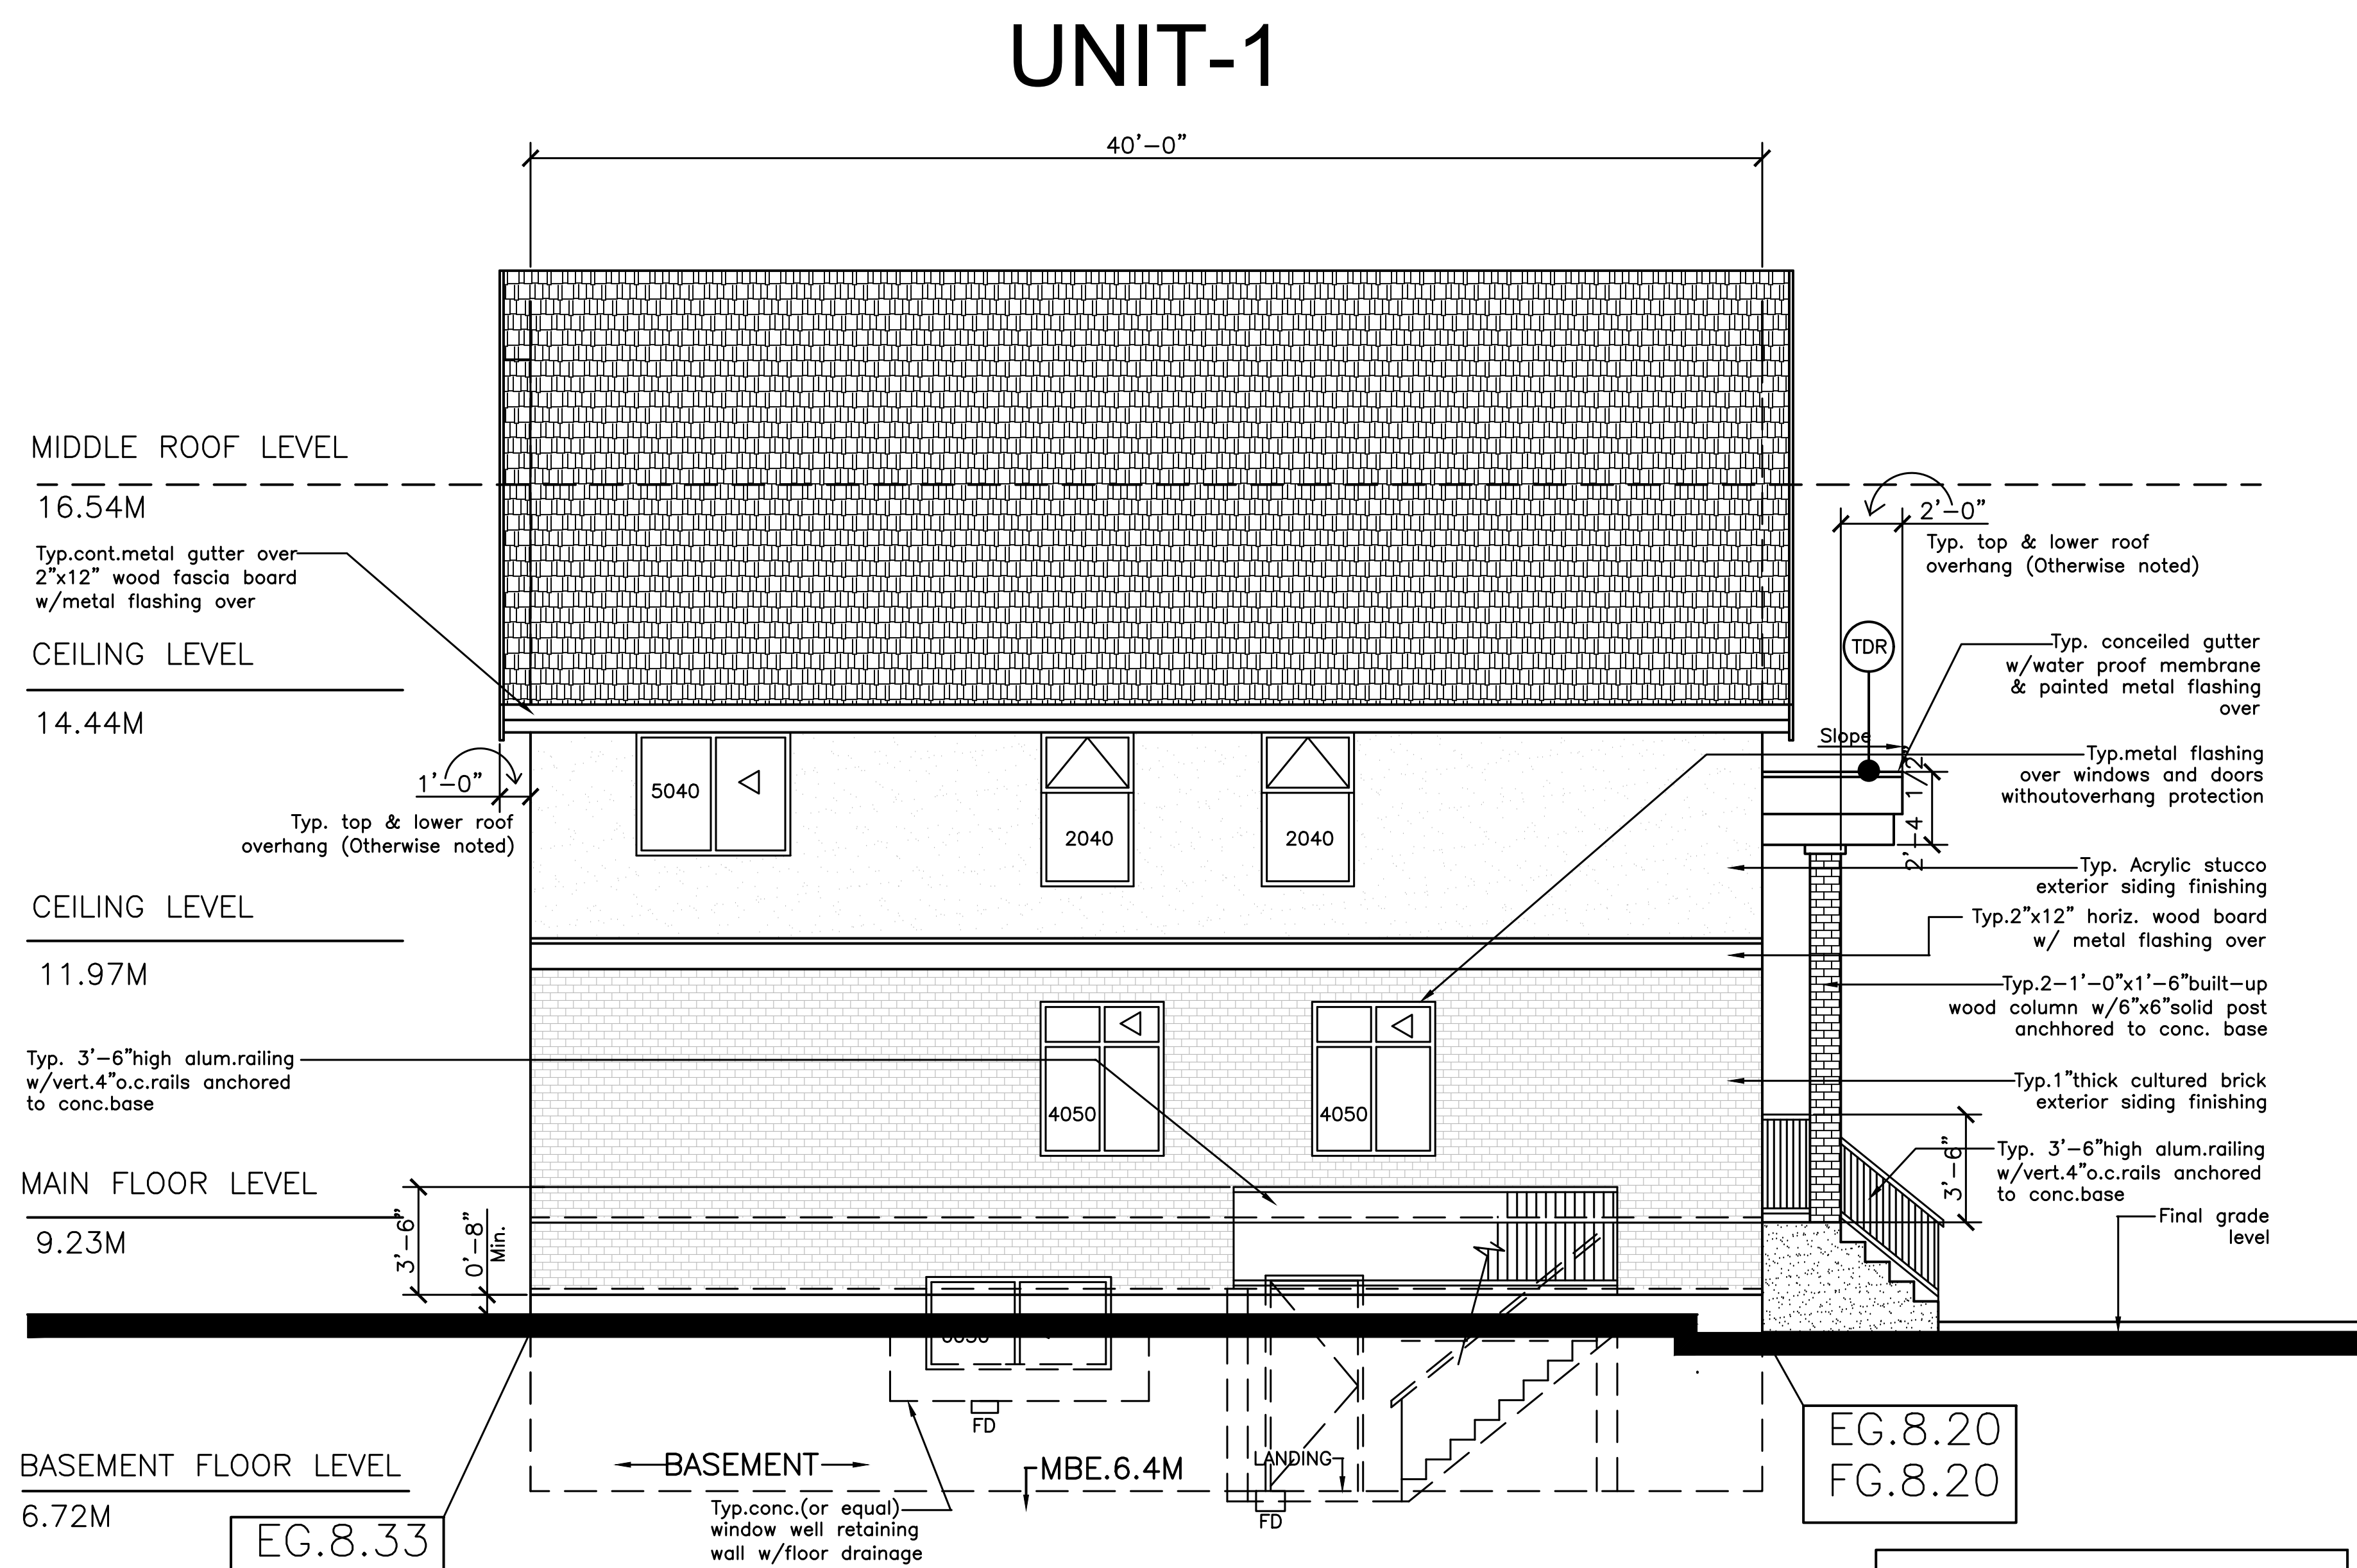 UNIT-1
40'-0"
MIDDLE ROOF LEVEL
16.54M
Typ.cont.metal gutter over
2"x12" wood fascia board
w/metal flashing over
CEILING LEVEL
14.44M
1'-0"
Typ. top & lower roof
overhang (Otherwise noted)
CEILING LEVEL
11.97M
Typ. 3'-6"high alum.railing
w/vert.4"o.c.rails anchored
to conc.base
MAIN FLOOR LEVEL
9.23M
3'-6"
0'-8"
Min.
BASEMENT FLOOR LEVEL
6.72M
EG.8.33
5040
2040
2040
4050
4050
FD
BASEMENT
MBE.6.4M
LANDING
FD
Typ.conc.(or equal)
window well retaining
wall w/floor drainage
2'-0"
Typ. top & lower roof
overhang (Otherwise noted)
TDR
Typ. conceiled gutter
w/water proof membrane
& painted metal flashing
over
Slope
2'-4 1/2"
Typ.metal flashing
over windows and doors
withoutoverhang protection
Typ. Acrylic stucco
exterior siding finishing
Typ.2"x12" horiz. wood board
w/ metal flashing over
Typ.2-1'-0"x1'-6"built-up
wood column w/6"x6"solid post
anchhored to conc. base
Typ.1"thick cultured brick
exterior siding finishing
3'-6"
Typ. 3'-6"high alum.railing
w/vert.4"o.c.rails anchored
to conc.base
Final grade
level
EG.8.20
FG.8.20